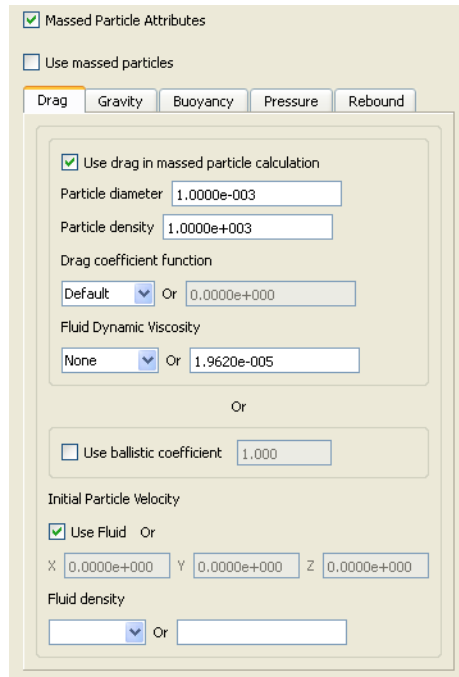 Massed Particle Attributes
Use massed particles
Drag Gravity Buoyancy Pressure Rebound
Use drag in massed particle calculation
Particle diameter 1.0000e-003
Particle density 1.0000e+003
Drag coefficient function
Default Or 0.0000e+000
Fluid Dynamic Viscosity
None Or 1.9620e-005
Or
Use ballistic coefficient 1.000
Initial Particle Velocity
Use Fluid Or
X 0.0000e+000 Y 0.0000e+000 Z 0.0000e+000
Fluid density
Or